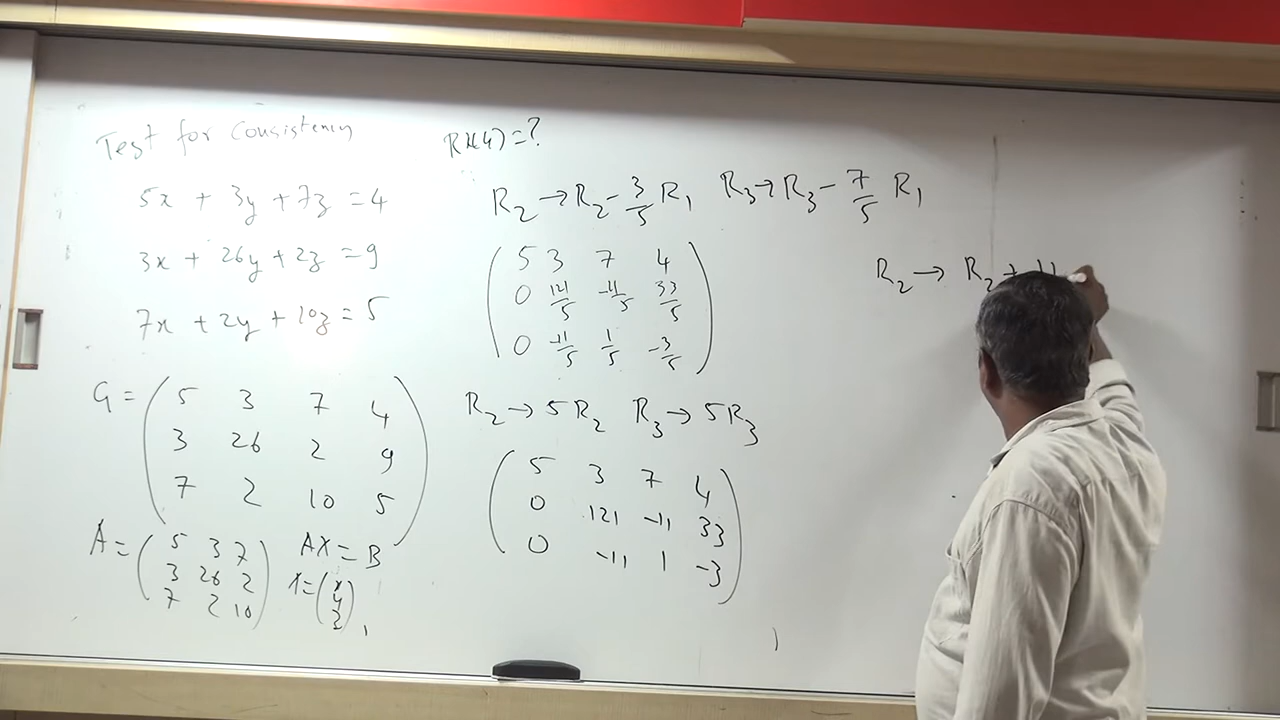 Test for Consistency
5x + 3y + 7z = 4
3x + 26y + 2z = 9
7x + 2y + 10z = 5
G = ( 5 3 7 4
3 26 2 9
7 2 10 5 )
A = ( 5 3 7
3 26 2
7 2 10 )
AX = B
X = ( x
y
z ) ,
= ?
R₂ → R₂ - 3/5 R₁ R₃ → R₃ - 7/5 R₁
( 5 3 7 4
0 121/5 -11/5 33/5
0 -11/5 1/5 -3/5 )
R₂ → 5R₂ R₃ → 5R₃
( 5 3 7 4
0 121 -11 33
0 -11 1 -3 )
R₂ → R₂ + 11